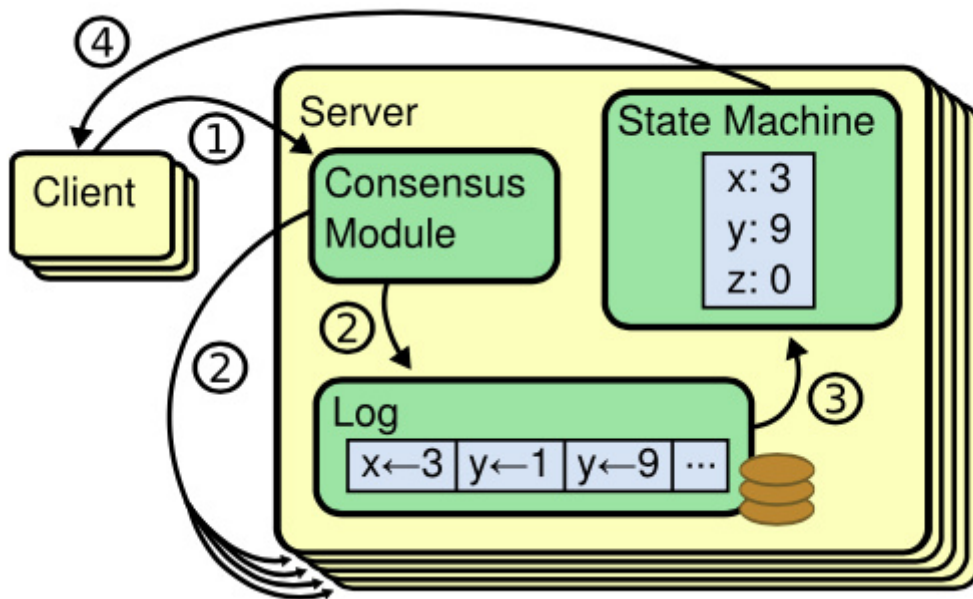 ④
①
Server
State Machine
Client
Consensus
Module
x: 3
y: 9
z: 0
②
②
③
Log
x←3 y←1 y←9 ···